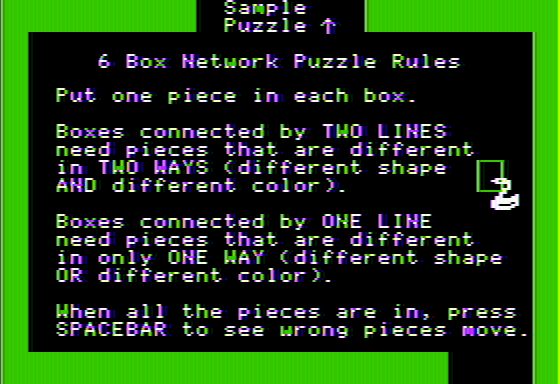 Sample
Puzzle ↑
6 Box Network Puzzle Rules
Put one piece in each box.
Boxes connected by TWO LINES
need pieces that are different
in TWO WAYS (different shape
AND different color).
Boxes connected by ONE LINE
need pieces that are different
in only ONE WAY (different shape
OR different color).
When all the pieces are in, press
SPACEBAR to see wrong pieces move.